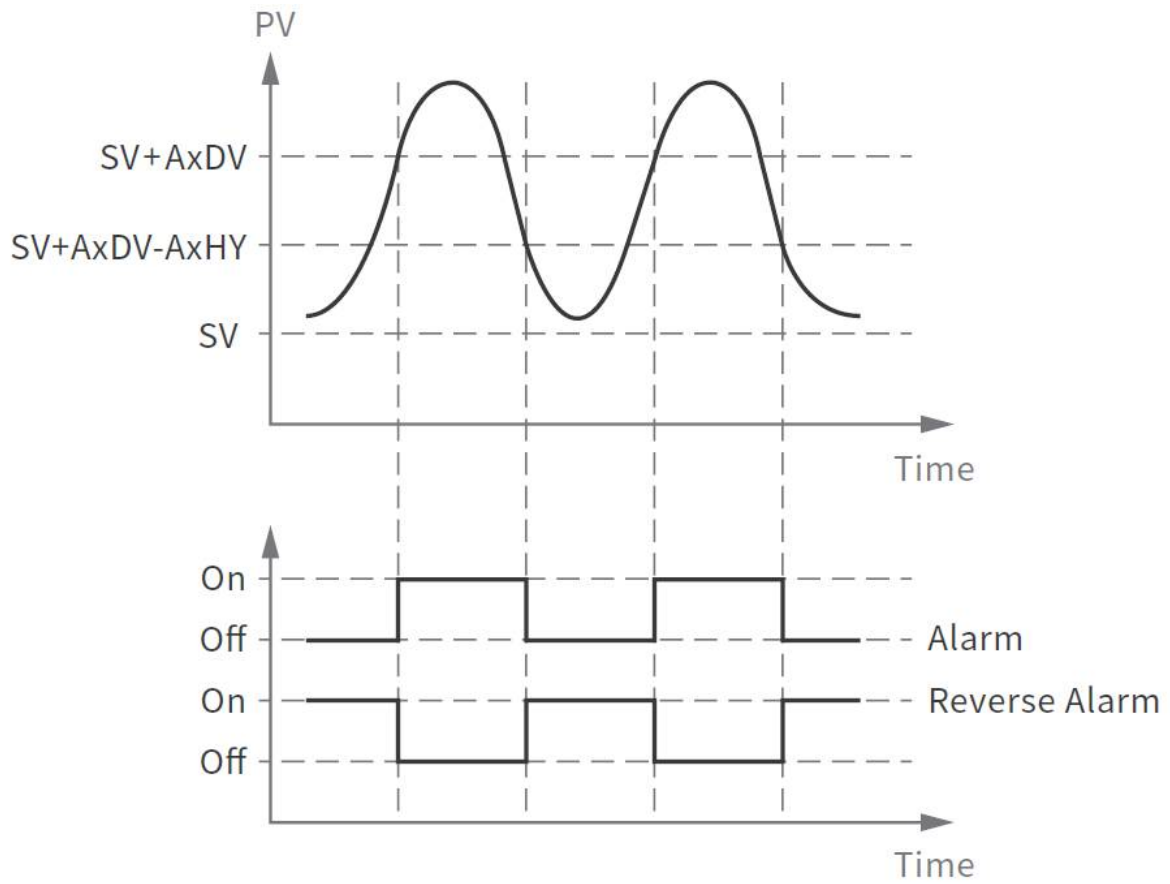 PV
SV+AxDV
SV+AxDV-AxHY
SV
Time
On
Off
Alarm
On
Reverse Alarm
Off
Time